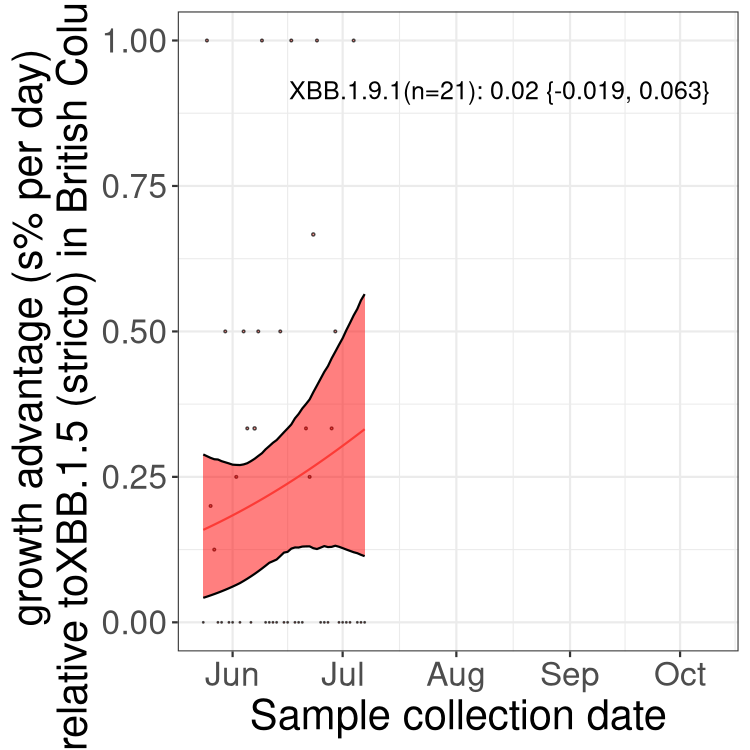 growth advantage (s% per day)
relative toXBB.1.5 (stricto) in British Colu
1.00
0.75
0.50
0.25
0.00
XBB.1.9.1(n=21): 0.02 {-0.019, 0.063}
Jun Jul Aug Sep Oct
Sample collection date